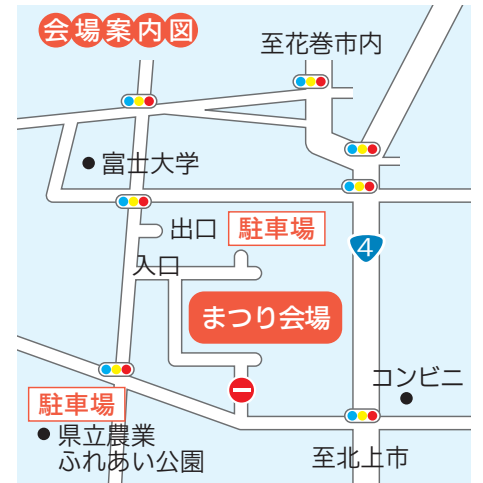 会場案内図
至花巻市内
富士大学
出口
駐車場
入口
4
まつり会場
コンビニ
駐車場
県立農業
ふれあい公園
至北上市